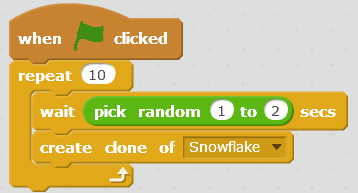 when clicked
repeat 10
wait pick random 1 to 2 secs
create clone of Snowflake